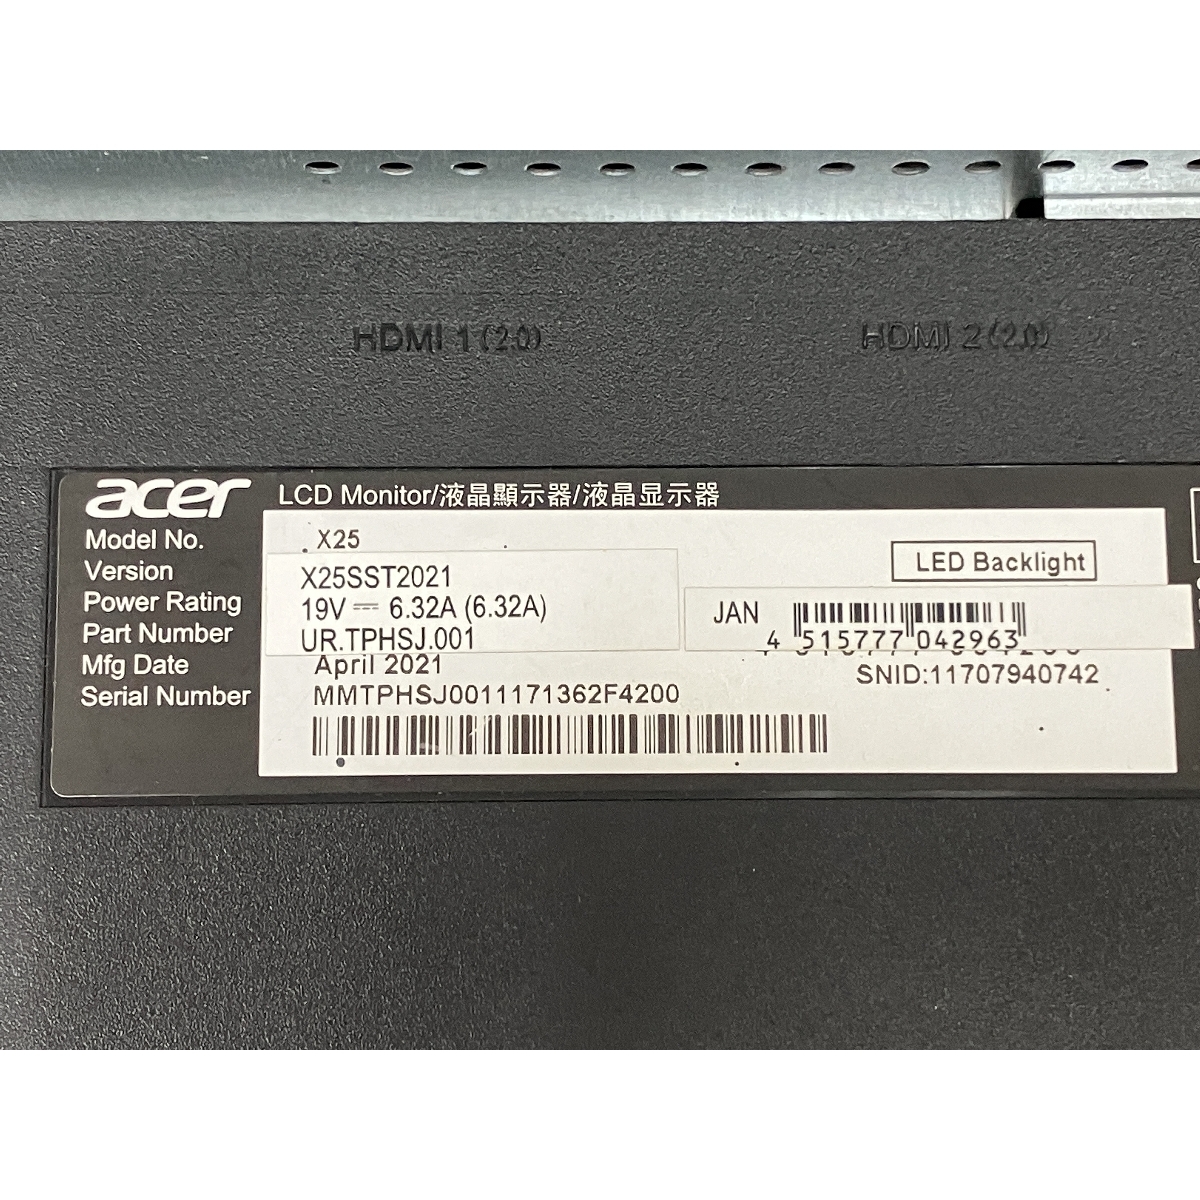 HDMI 1 (2.0)
HDMI 2 (2.0)
acer LCD Monitor/液晶顯示器/液晶显示器
Model No. X25
LED Backlight
Version X25SST2021
Power Rating 19V⎓ 6.32A (6.32A)
JAN
4 515777 042963
Part Number UR.TPHSJ.001
Mfg Date April 2021
SNID:11707940742
Serial Number MMTPHSJ0011171362F4200